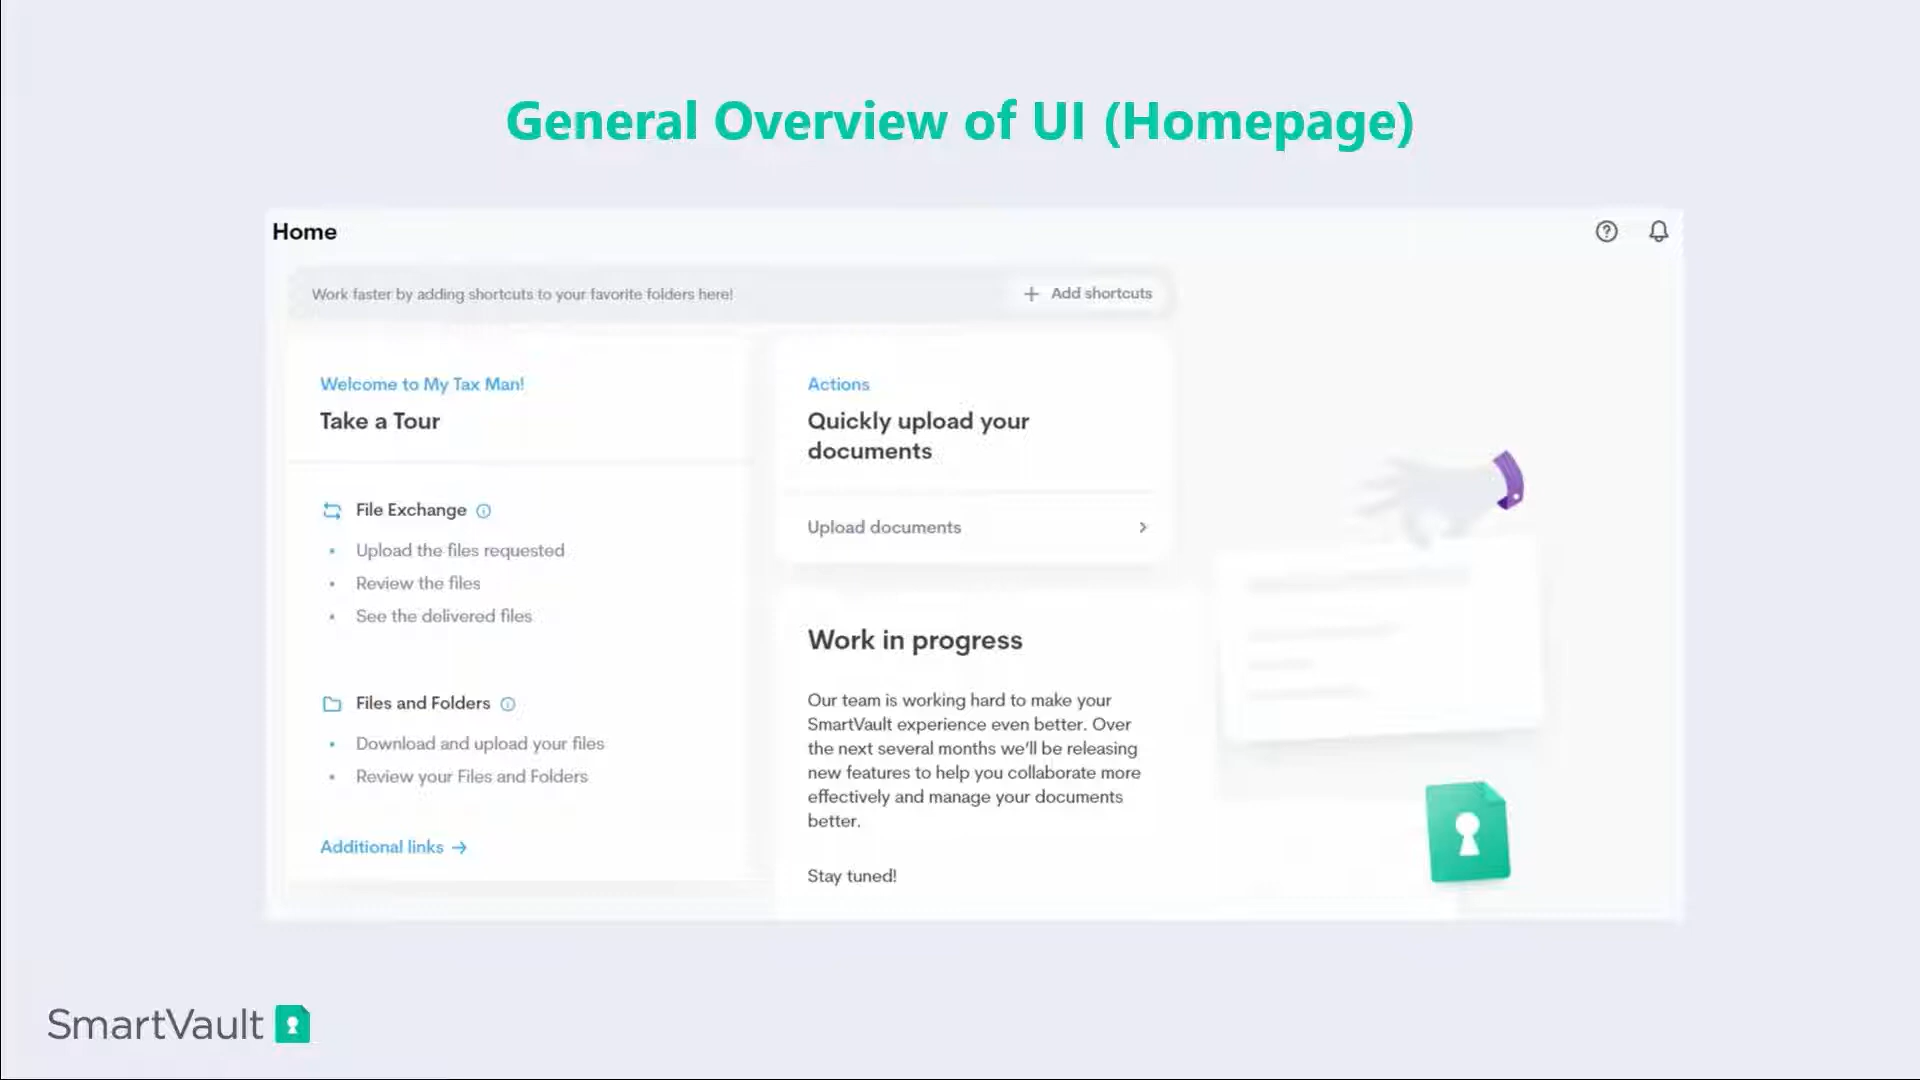 General Overview of UI (Homepage)
Home
Work faster by adding shortcuts to your favorite folders here!
+ Add shortcuts
Welcome to My Tax Man!
Take a Tour
File Exchange
• Upload the files requested
• Review the files
• See the delivered files
Files and Folders
• Download and upload your files
• Review your Files and Folders
Additional links →
Actions
Quickly upload your
documents
Upload documents
Work in progress
Our team is working hard to make your
SmartVault experience even better. Over
the next several months we'll be releasing
new features to help you collaborate more
effectively and manage your documents
better.
Stay tuned!
SmartVault